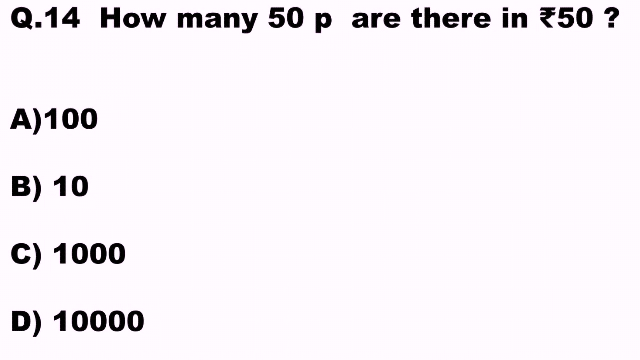 Q.14 How many 50 p are there in ₹50 ?
A)100
B) 10
C) 1000
D) 10000